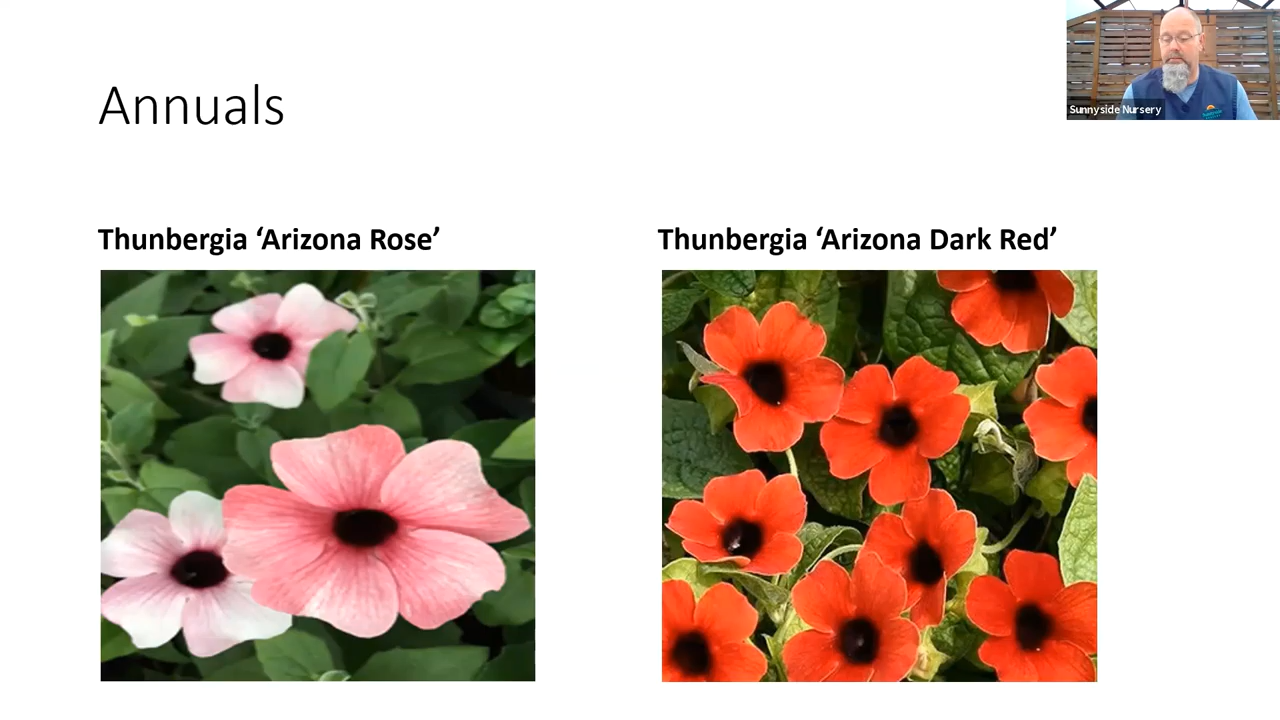 Annuals
Sunnyside Nursery
Thunbergia ‘Arizona Rose’
Thunbergia ‘Arizona Dark Red’